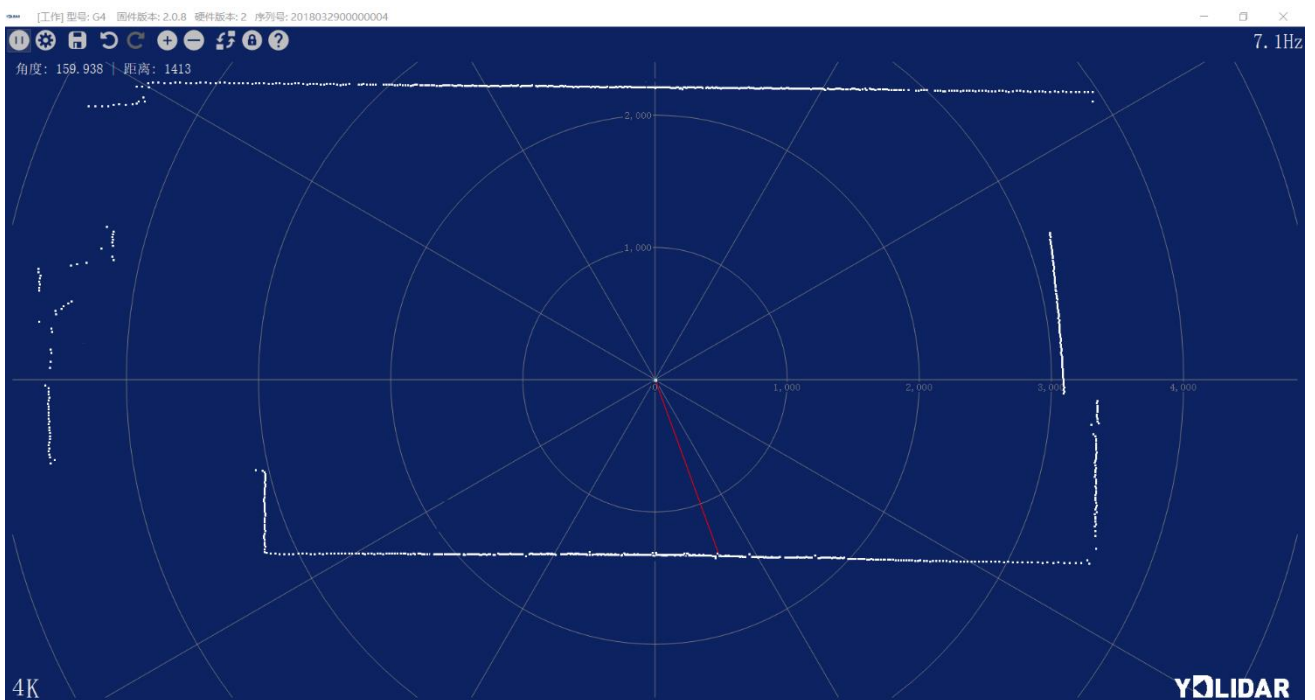 [工作] 型号: G4 固件版本: 2.0.8 硬件版本: 2 序列号: 2018032900000004
7.1Hz
角度: 159.938 | 距离: 1413
2,000
1,000
0 1,000 2,000 3,000 4,000
4K
YDLIDAR